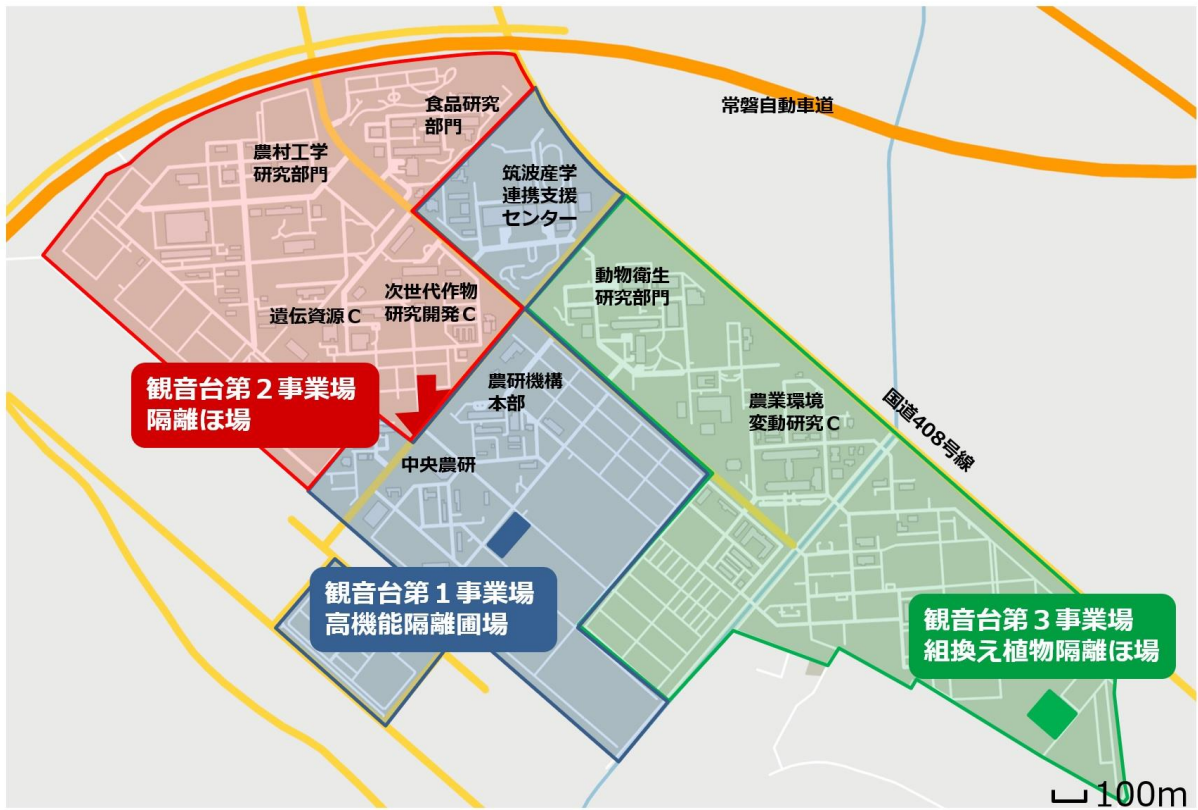 常磐自動車道
食品研究
部門
農村工学
研究部門
筑波産学
連携支援
センター
動物衛生
研究部門
次世代作物
研究開発Ｃ
遺伝資源Ｃ
観音台第２事業場
隔離ほ場
農研機構
本部
農業環境
変動研究Ｃ
国道408号線
中央農研
観音台第１事業場
高機能隔離圃場
観音台第３事業場
組換え植物隔離ほ場
100m